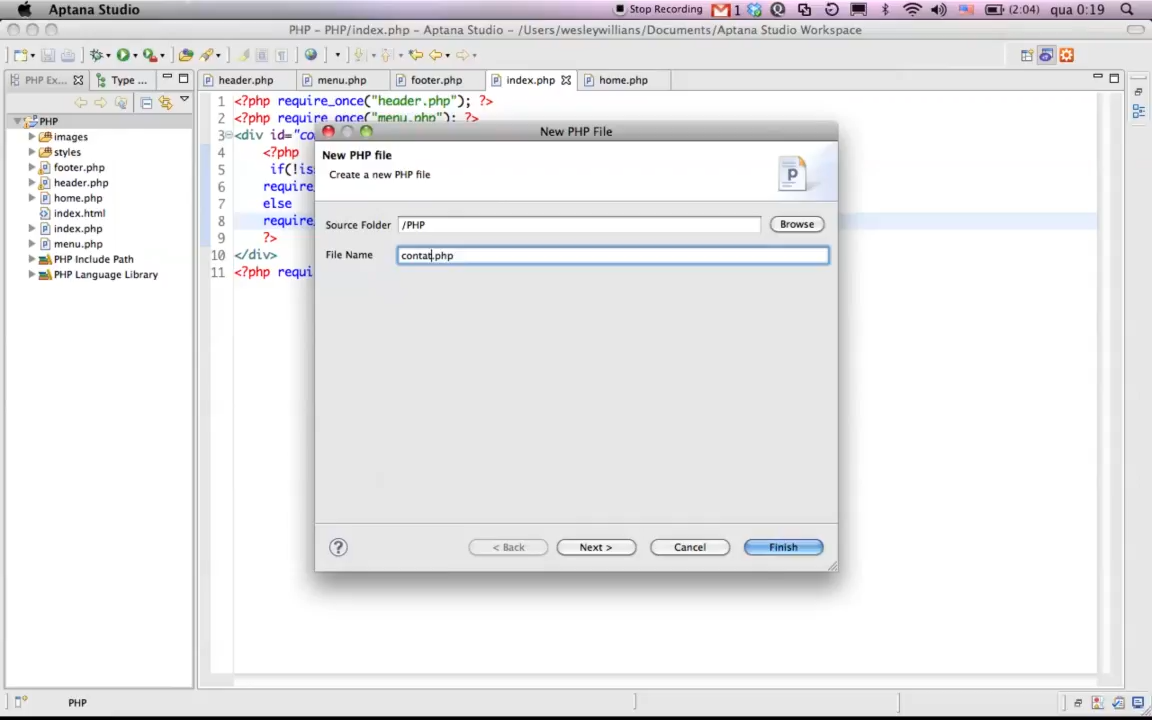 Aptana Studio
Stop Recording
1
(2:04)
qua 0:19
PHP – PHP/index.php – Aptana Studio – /Users/wesleywillians/Documents/Aptana Studio Workspace
PHP Ex...
Type ...
header.php
menu.php
footer.php
index.php
home.php
PHP
images
styles
footer.php
header.php
home.php
index.html
index.php
menu.php
PHP Include Path
PHP Language Library
1 <?php require_once("header.php"); ?>
2 <?php require_once("menu.php"); ?>
3 <div id="co
4 <?php
5 if(!is
6 require
7 else
8 require_
9 ?>
10 </div>
11 <?php requi
New PHP File
New PHP file
Create a new PHP file
Source Folder
/PHP
Browse
File Name
contat.php
?
< Back
Next >
Cancel
Finish
PHP